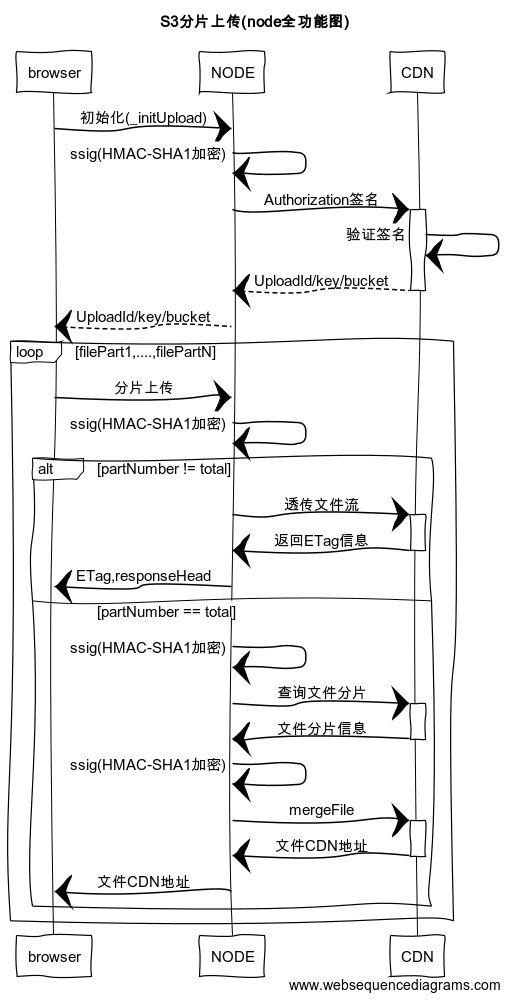 S3分片上传(node全功能图)
browser NODE CDN
初始化(_initUpload)
ssig(HMAC-SHA1加密)
Authorization签名
验证签名
UploadId/key/bucket
UploadId/key/bucket
loop [filePart1,....,filePartN]
分片上传
ssig(HMAC-SHA1加密)
alt [partNumber != total]
透传文件流
返回ETag信息
ETag,responseHead
[partNumber == total]
ssig(HMAC-SHA1加密)
查询文件分片
文件分片信息
ssig(HMAC-SHA1加密)
mergeFile
文件CDN地址
文件CDN地址
browser NODE CDN
www.websequencediagrams.com